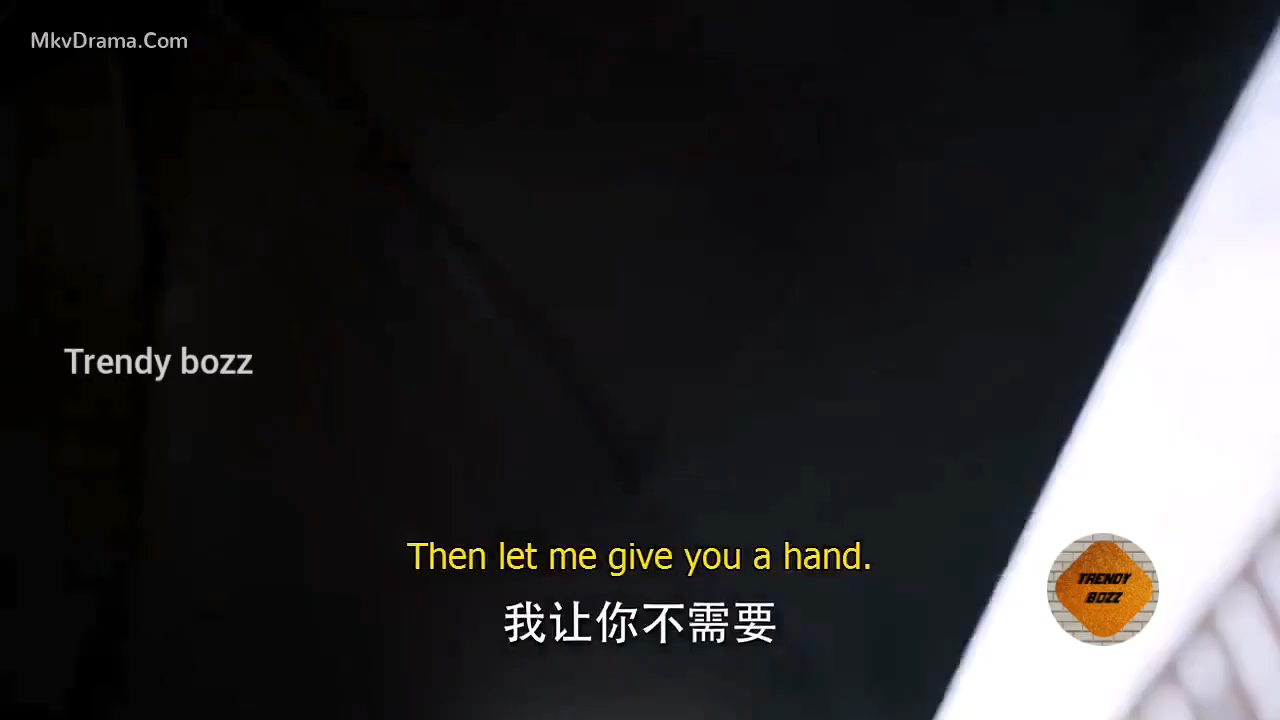 MkvDrama.Com
Trendy bozz
Then let me give you a hand.
我让你不需要
TRENDY
BOZZ